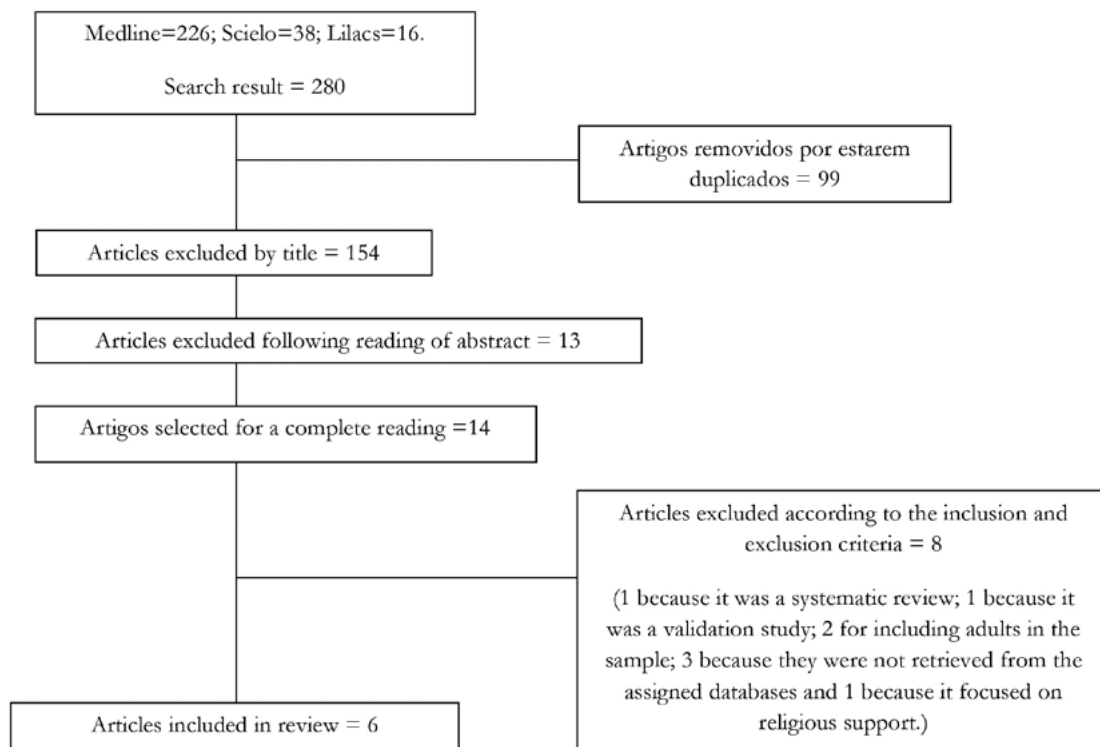 Medline=226; Scielo=38; Lilacs=16.
Search result = 280
Artigos removidos por estarem
duplicados = 99
Articles excluded by title = 154
Articles excluded following reading of abstract = 13
Artigos selected for a complete reading =14
Articles excluded according to the inclusion and
exclusion criteria = 8
(1 because it was a systematic review; 1 because it
was a validation study; 2 for including adults in the
sample; 3 because they were not retrieved from the
assigned databases and 1 because it focused on
religious support.)
Articles included in review = 6